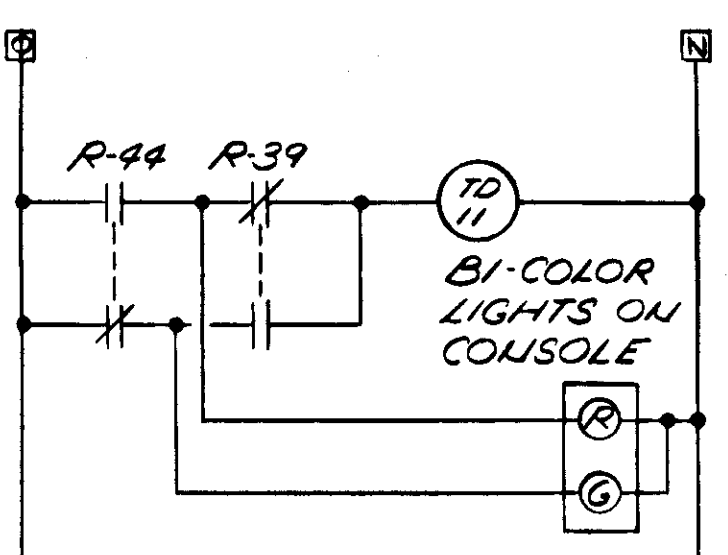 Φ N
R-44 R-39
TD
11
BI-COLOR
LIGHTS ON
CONSOLE
R
G